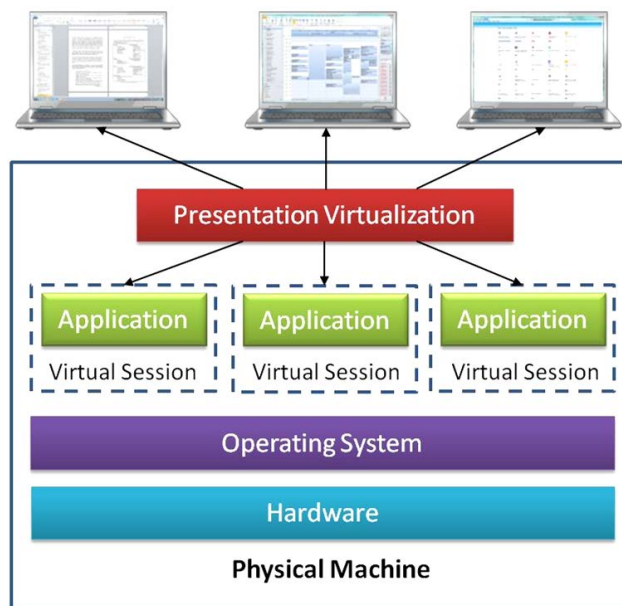 Presentation Virtualization
Application
Application
Application
Virtual Session
Virtual Session
Virtual Session
Operating System
Hardware
Physical Machine